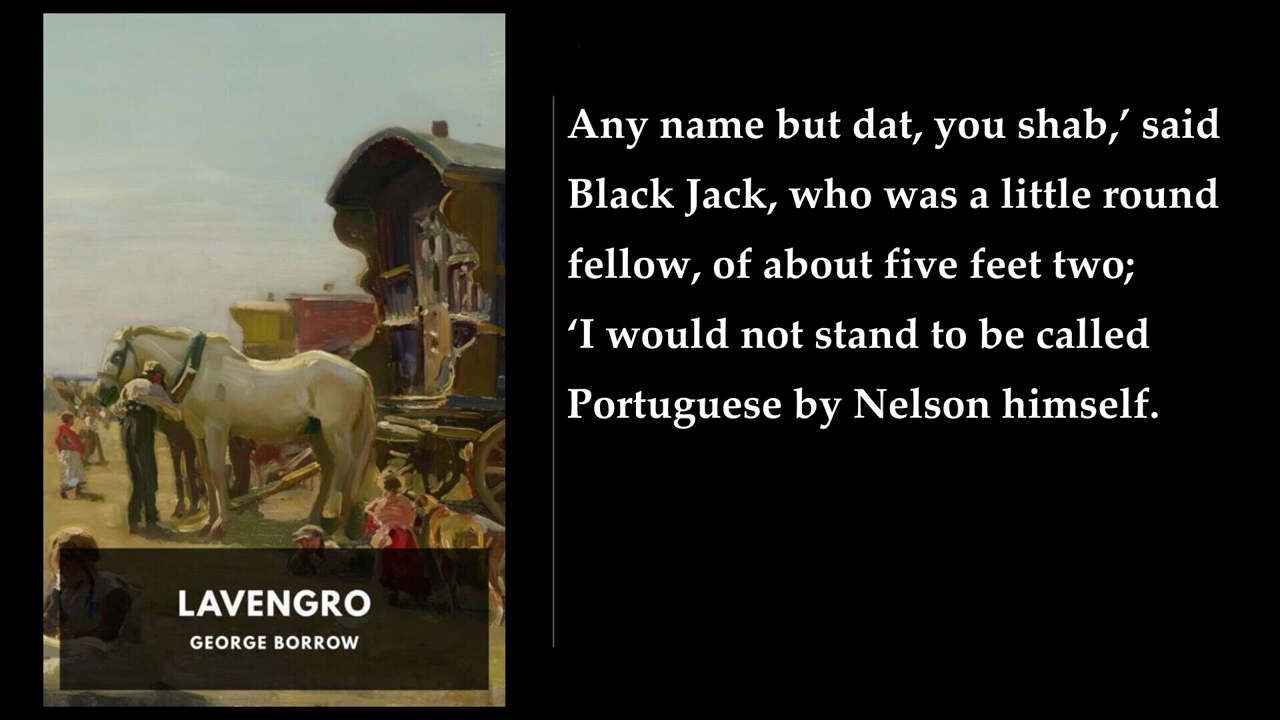 LAVENGRO
GEORGE BORROW
Any name but dat, you shab,’ said
Black Jack, who was a little round
fellow, of about five feet two;
‘I would not stand to be called
Portuguese by Nelson himself.